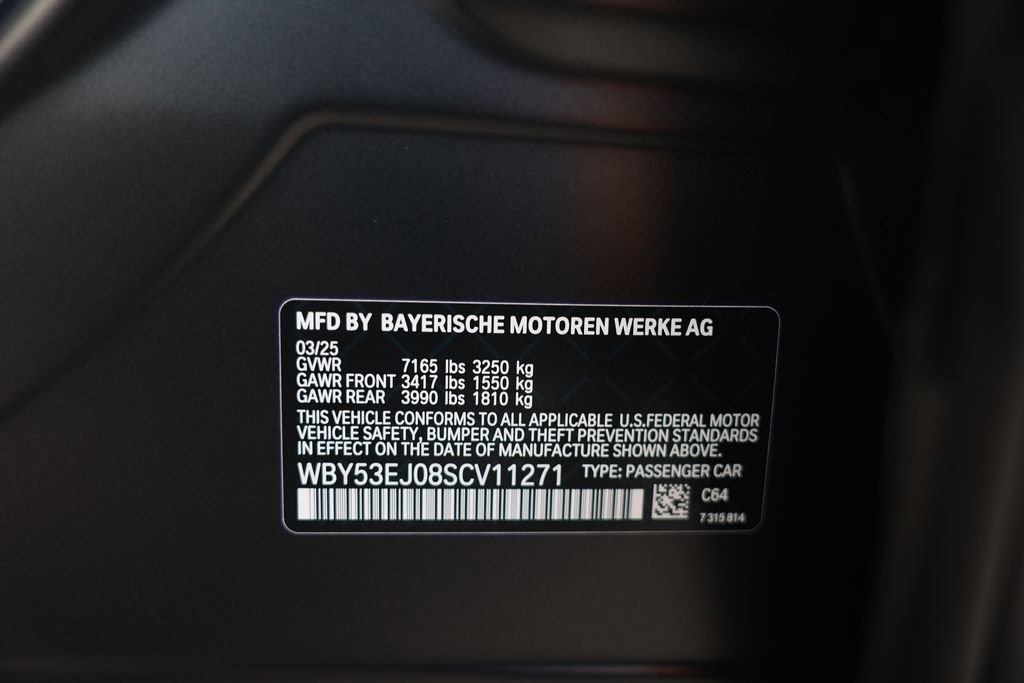 MFD BY BAYERISCHE MOTOREN WERKE AG
03/25
GVWR 7165 lbs 3250 kg
GAWR FRONT 3417 lbs 1550 kg
GAWR REAR 3990 lbs 1810 kg
THIS VEHICLE CONFORMS TO ALL APPLICABLE U.S.FEDERAL MOTOR
VEHICLE SAFETY, BUMPER AND THEFT PREVENTION STANDARDS
IN EFFECT ON THE DATE OF MANUFACTURE SHOWN ABOVE.
WBY53EJ08SCV11271 TYPE: PASSENGER CAR
C64
7 315 814